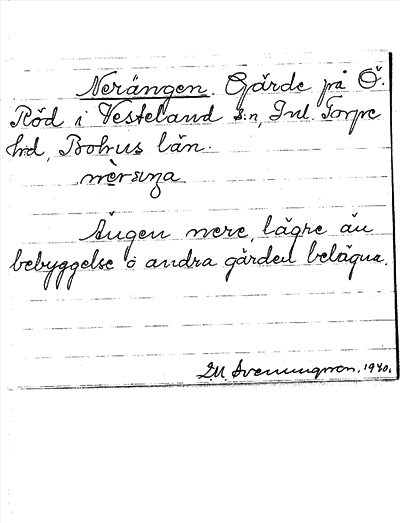 Nerängen. Gärde på Ö.
Röd i Vesteland s:n, Inl. Torpe
hd, Bohus län.
Ängen nere, lägre än
bebyggelse o andra gärden belägna.
1940.